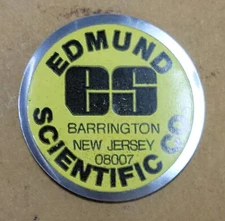 EDMUND
es
BARRINGTON
NEW JERSEY
08007
SCIENTIFIC CO